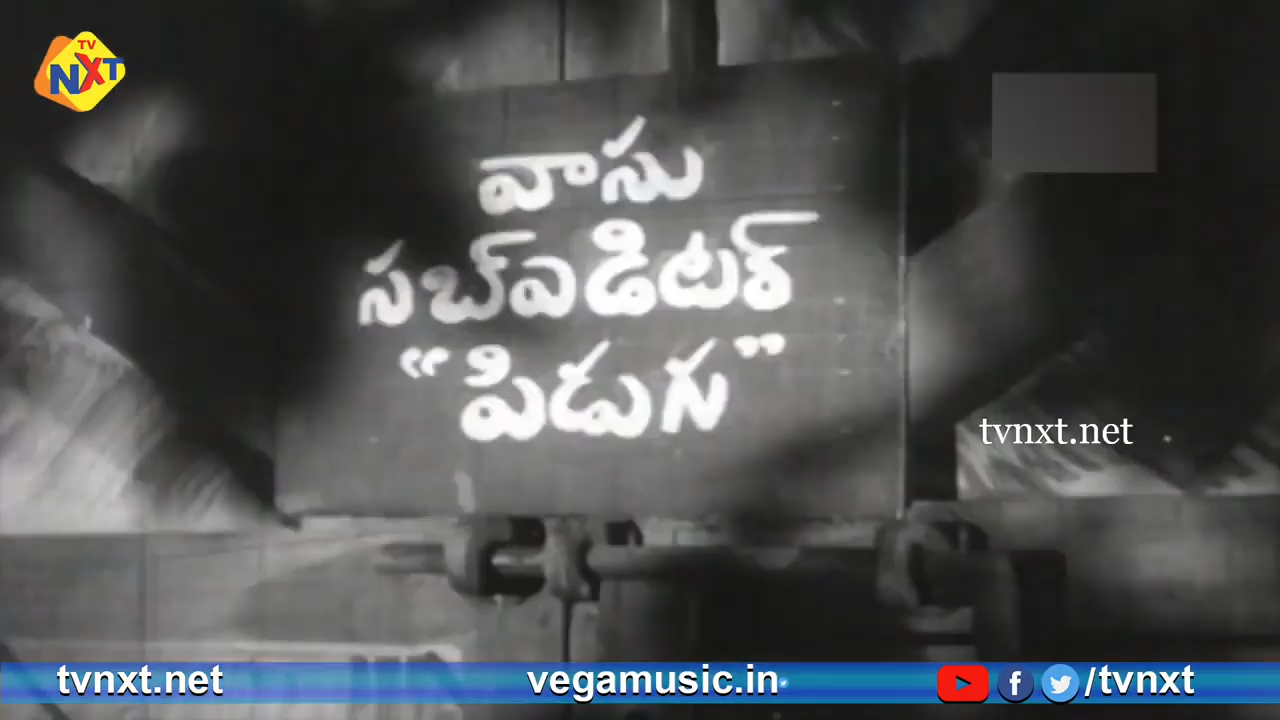 TV
NXT
వాసు
సబ్ఎడిటర్
“పిడుగు”
tvnxt.net
tvnxt.net
vegamusic.in
/tvnxt